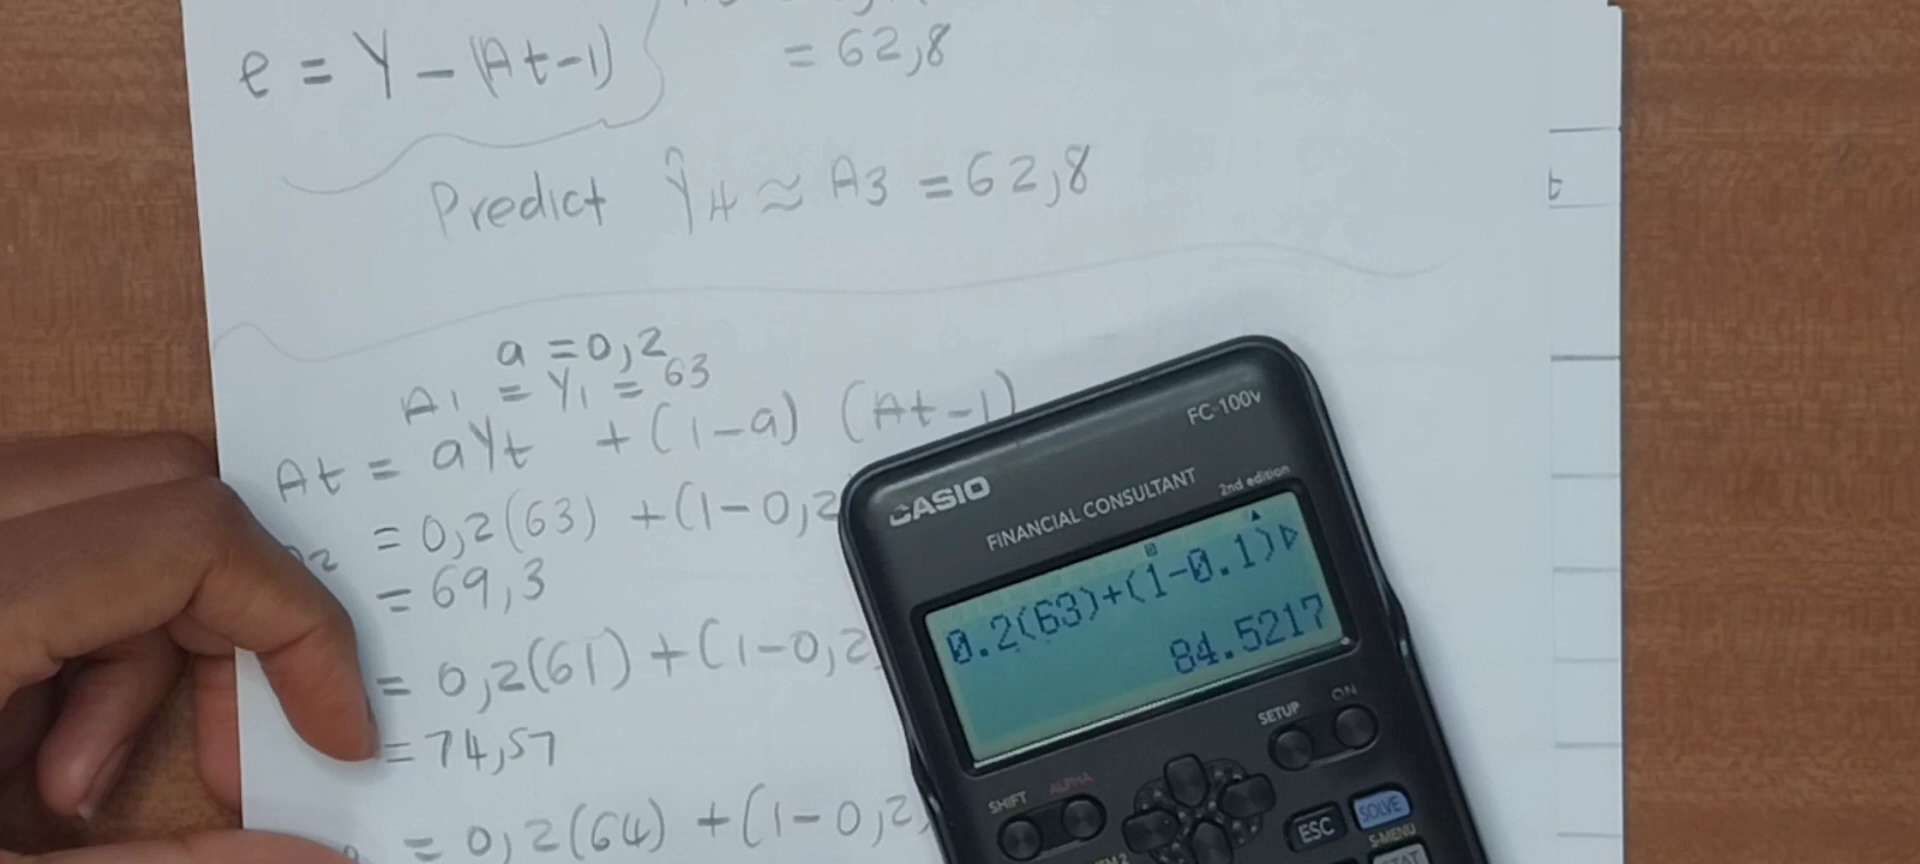 e = Y - (At-1)
= 62,8
Predict Ŷ4 ≈ A3 = 62,8
t
a = 0,2
A1 = Y1 = 63
At = aYt + (1-a) (At-1)
2 = 0,2(63) + (1-0,2
= 69,3
= 0,2(61) + (1-0,2
= 74,57
= 0,2(64) + (1-0,2
CASIO
FC-100V
FINANCIAL CONSULTANT
2nd edition
0.2(63)+(1-0.1)
84.5217
SHIFT
ALPHA
SETUP
ON
ESC
SOLVE
S-MENU